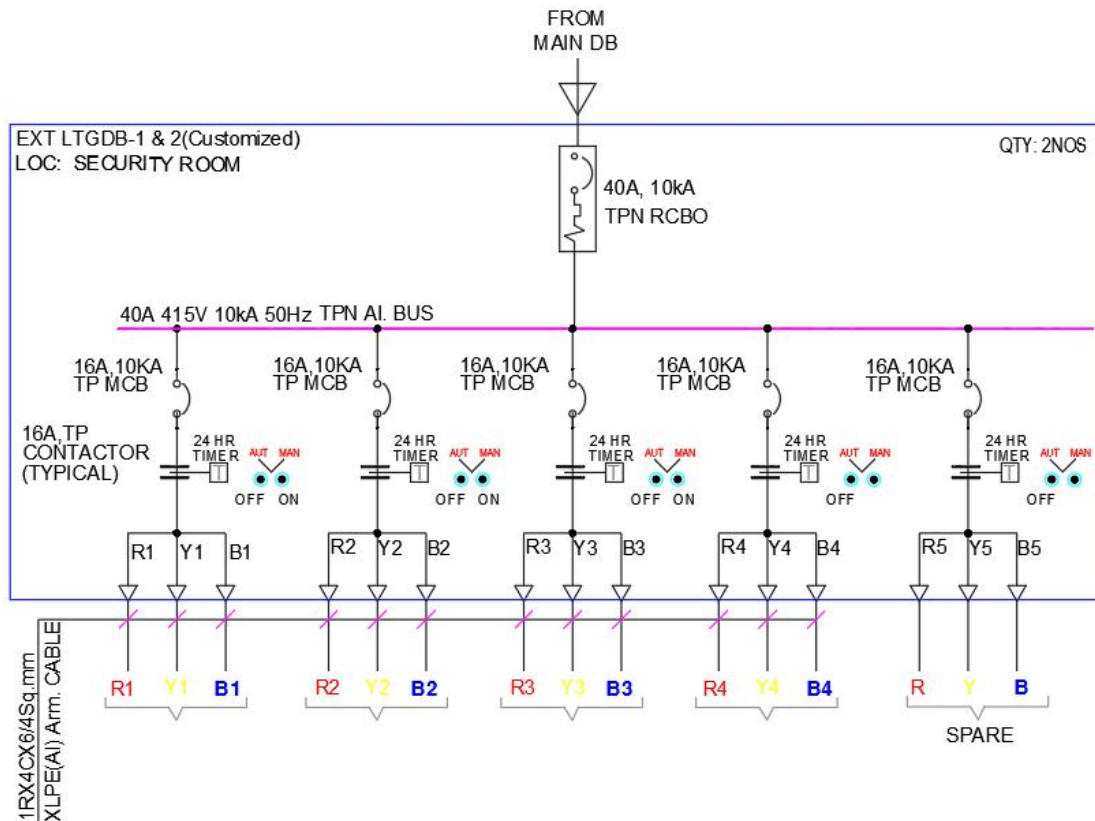 FROM
MAIN DB
EXT LTGDB-1 & 2(Customized)
QTY: 2NOS
LOC: SECURITY ROOM
40A, 10kA
TPN RCBO
40A 415V 10kA 50Hz TPN Al. BUS
16A,10KA
TP MCB
16A,10KA
TP MCB
16A,10KA
TP MCB
16A,10KA
TP MCB
16A,10KA
TP MCB
16A,TP
CONTACTOR
(TYPICAL)
24 HR
TIMER
T
AUT MAN
OFF ON
24 HR
TIMER
T
AUT MAN
OFF ON
24 HR
TIMER
T
AUT MAN
OFF ON
24 HR
TIMER
T
AUT MAN
OFF
24 HR
TIMER
T
AUT MAN
OFF
R1 Y1 B1
R2 Y2 B2
R3 Y3 B3
R4 Y4 B4
R5 Y5 B5
1RX4CX6/4Sq.mm
XLPE(Al) Arm. CABLE
R1 Y1 B1
R2 Y2 B2
R3 Y3 B3
R4 Y4 B4
R Y B
SPARE